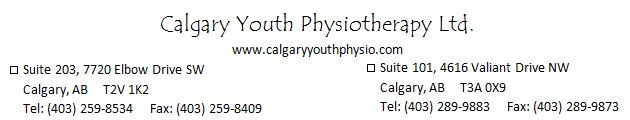 Calgary Youth Physiotherapy Ltd.
www.calgaryyouthphysio.com
Suite 203, 7720 Elbow Drive SW
Calgary, AB T2V 1K2
Tel: (403) 259-8534 Fax: (403) 259-8409
Suite 101, 4616 Valiant Drive NW
Calgary, AB T3A 0X9
Tel: (403) 289-9883 Fax: (403) 289-9873